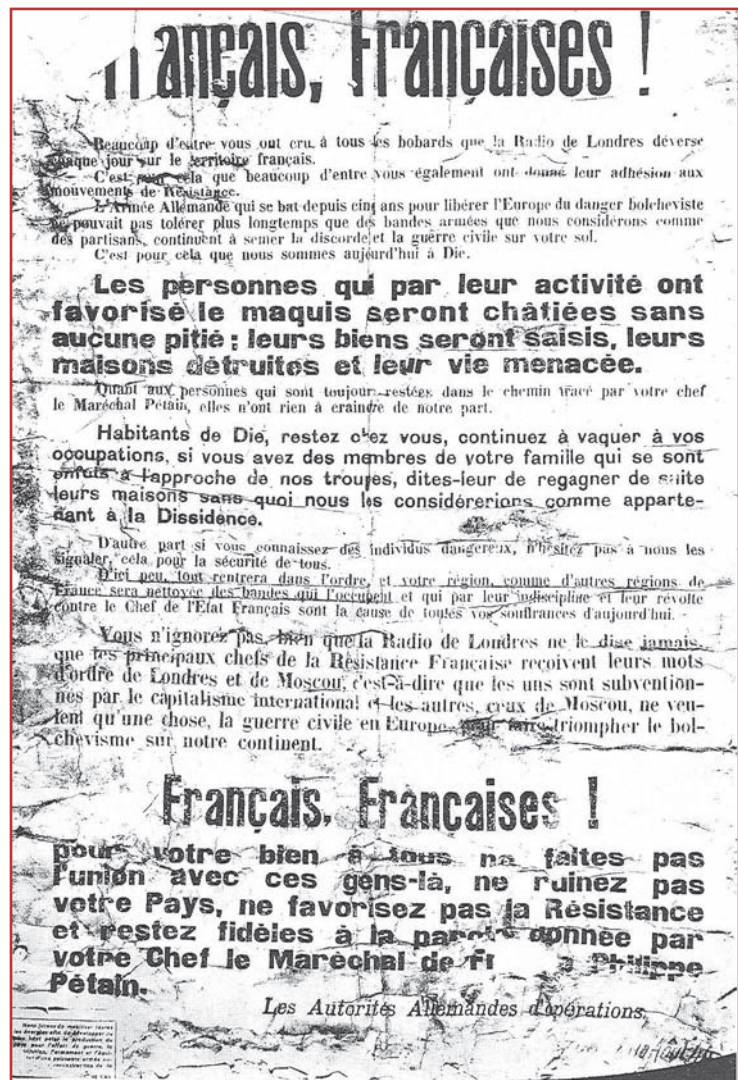 Français, Françaises !
Beaucoup d'entre vous ont cru à tous les bobards que la Radio de Londres déverse
chaque jour sur le territoire français.
C'est pour cela que beaucoup d'entre vous également ont donné leur adhésion aux
mouvements de Résistance.
L'Armée Allemande qui se bat depuis cinq ans pour libérer l'Europe du danger bolcheviste
ne pouvait pas tolérer plus longtemps que des bandes armées que nous considérons comme
des partisans, continuent à semer la discorde et la guerre civile sur votre sol.
C'est pour cela que nous sommes aujourd'hui à Die.
Les personnes qui par leur activité ont
favorisé le maquis seront châtiées sans
aucune pitié ; leurs biens seront saisis, leurs
maisons détruites et leur vie menacée.
Quant aux personnes qui sont toujours restées dans le chemin tracé par votre chef
le Maréchal Pétain, elles n'ont rien à craindre de notre part.
Habitants de Die, restez chez vous, continuez à vaquer à vos
occupations, si vous avez des membres de votre famille qui se sont
enfuis à l'approche de nos troupes, dites-leur de regagner de suite
leurs maisons sans quoi nous les considérerions comme apparte-
nant à la Dissidence.
D'autre part si vous connaissez des individus dangereux, n'hésitez pas à nous les
signaler, cela pour la sécurité de tous.
D'ici peu, tout rentrera dans l'ordre, et votre région, comme d'autres régions de
France sera nettoyée des bandes qui l'occupent et qui par leur indiscipline et leur révolte
contre le Chef de l'Etat Français sont la cause de toutes vos souffrances d'aujourd'hui.
Vous n'ignorez pas, bien que la Radio de Londres ne le dise jamais,
que les principaux chefs de la Résistance Française reçoivent leurs mots
d'ordre de Londres et de Moscou, c'est-à-dire que les uns sont subvention-
nés par le capitalisme international et les autres, ceux de Moscou, ne veu-
lent qu'une chose, la guerre civile en Europe pour faire triompher le bol-
chevisme sur notre continent.
Français, Françaises !
pour votre bien à tous ne faites pas
l'union avec ces gens-là, ne ruinez pas
votre Pays, ne favorisez pas la Résistance
et restez fidèles à la parole donnée par
votre Chef le Maréchal de Fr e Philippe
Pétain.
Les Autorités Allemandes d'opérations.